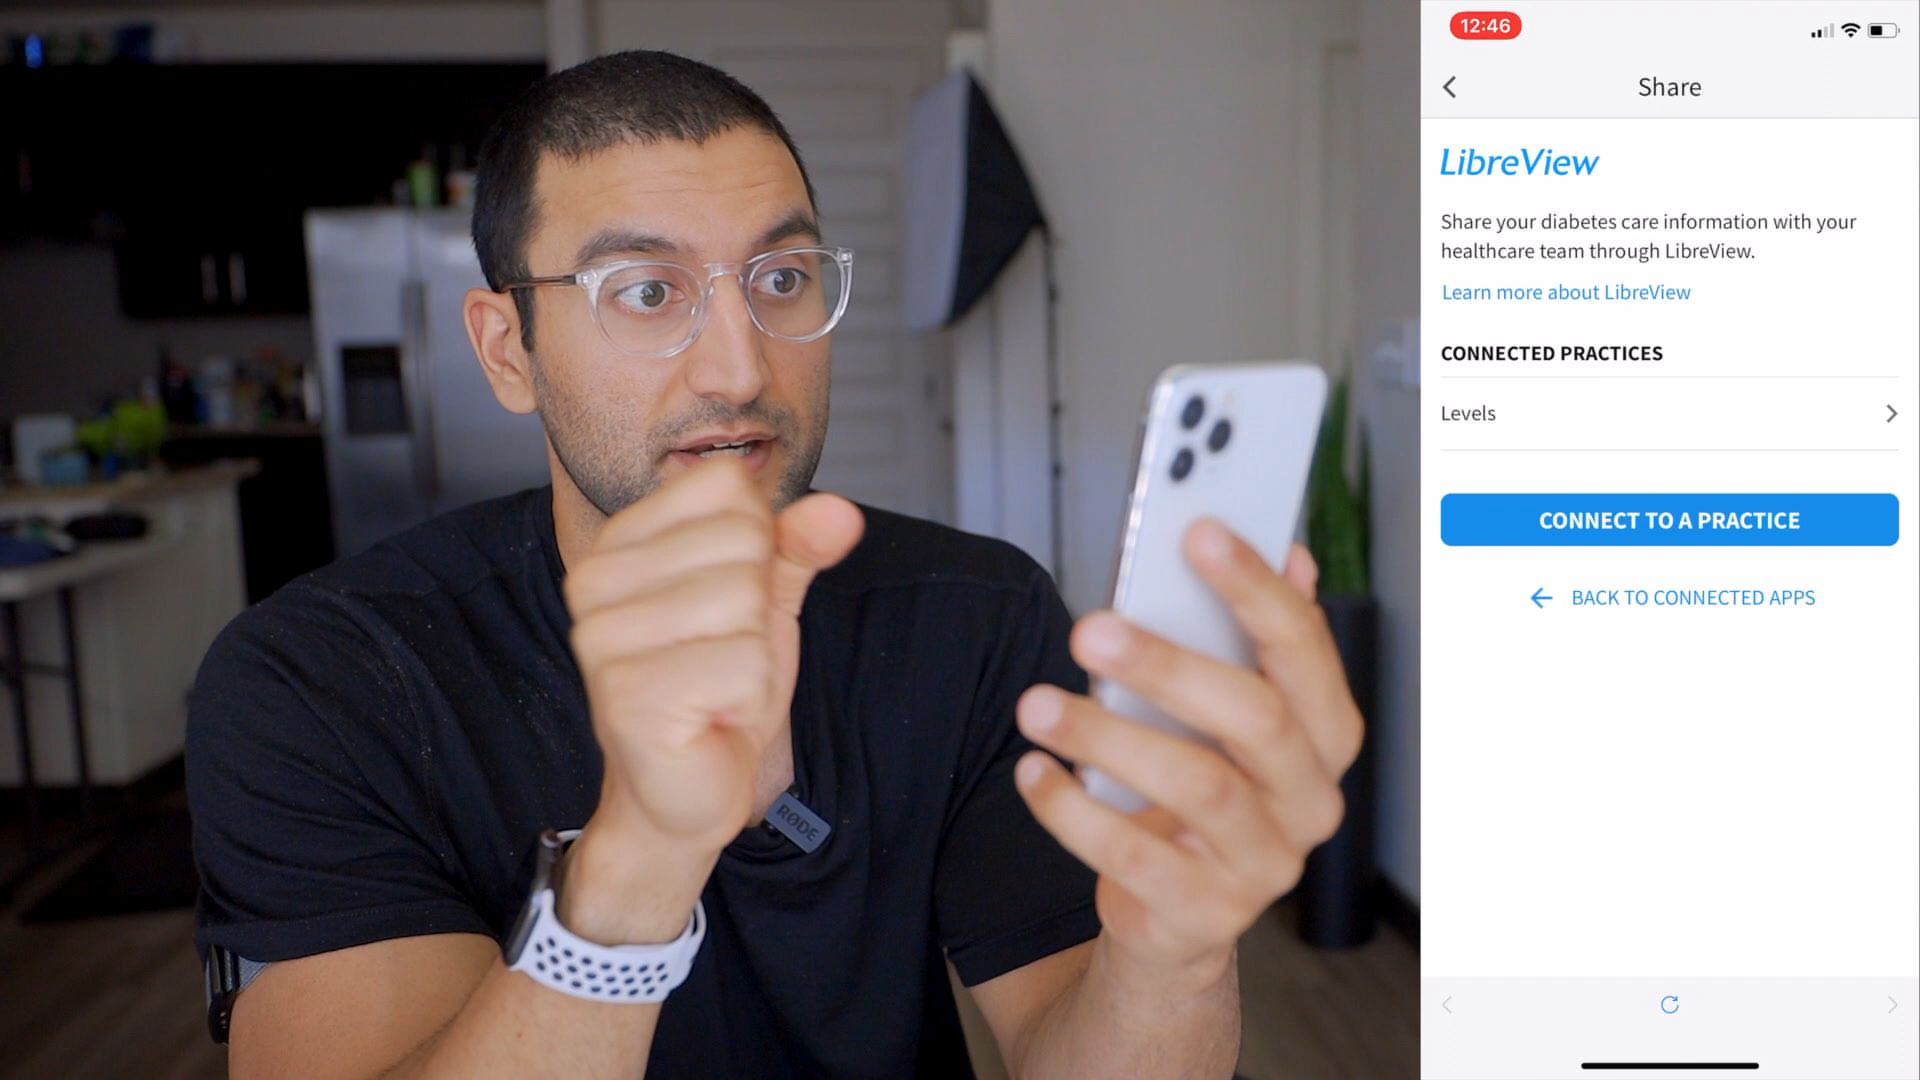 12:46
Share
LibreView
Share your diabetes care information with your
healthcare team through LibreView.
Learn more about LibreView
CONNECTED PRACTICES
Levels
CONNECT TO A PRACTICE
BACK TO CONNECTED APPS
RØDE